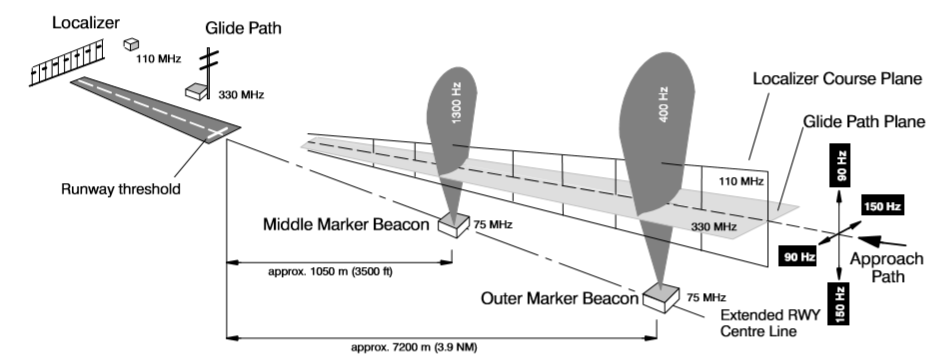 Localizer
110 MHz
Glide Path
330 MHz
Runway threshold
1300 Hz
400 Hz
Localizer Course Plane
Glide Path Plane
110 MHz
330 MHz
90 Hz
150 Hz
90 Hz
150 Hz
Approach
Path
Middle Marker Beacon
75 MHz
approx. 1050 m (3500 ft)
Outer Marker Beacon
75 MHz
Extended RWY
Centre Line
approx. 7200 m (3.9 NM)